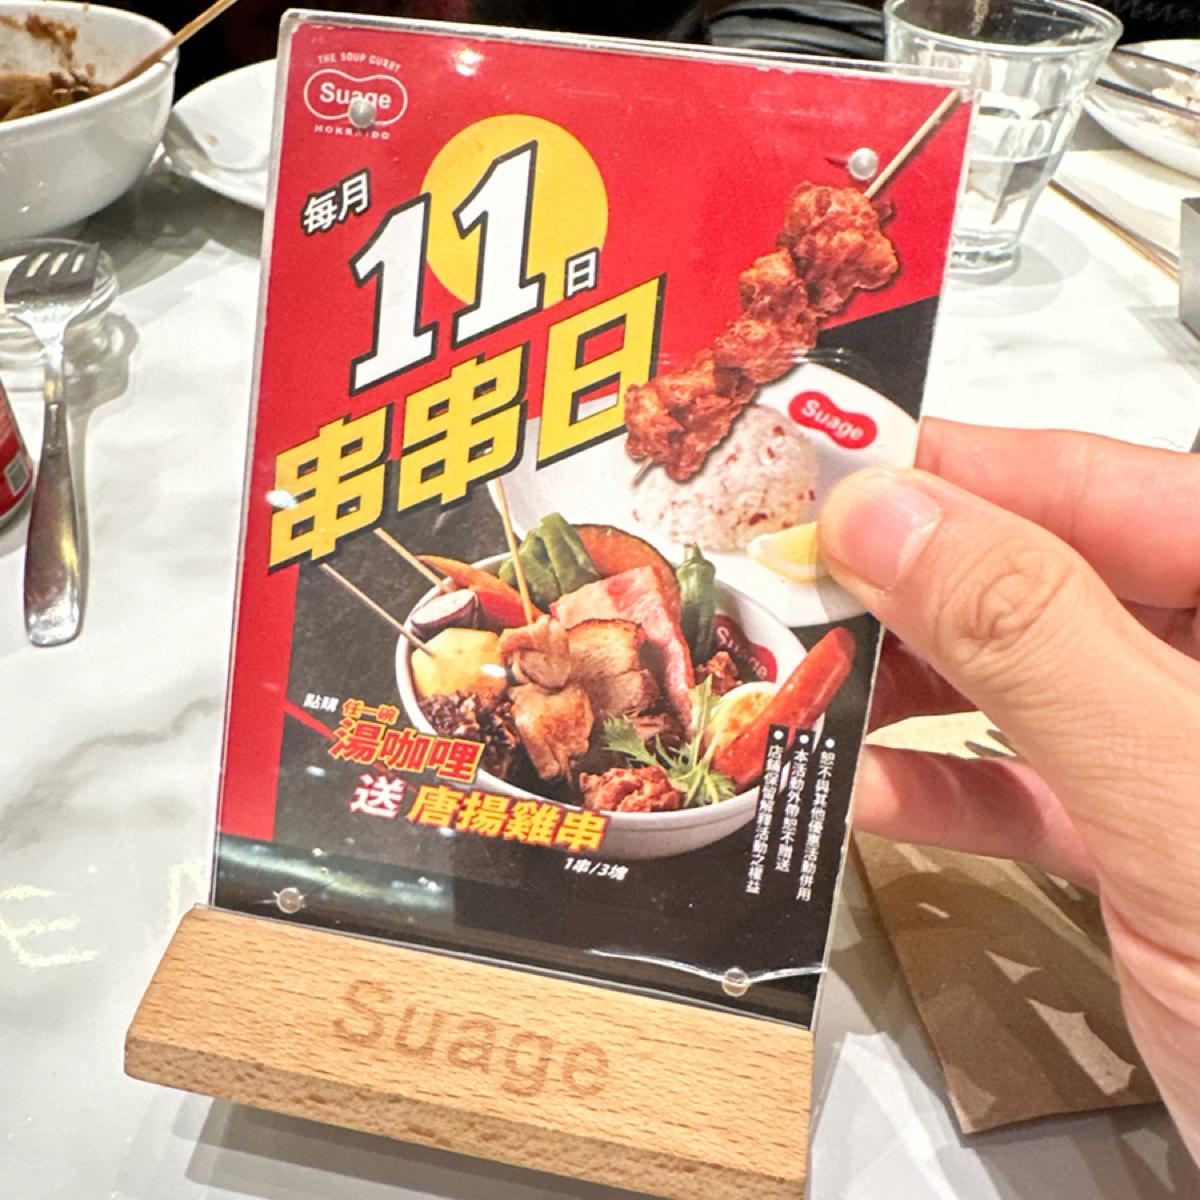 THE SOUP CURRY
Suage
HOKKAIDO
每月
11日
串串日
Suage
Suage
點購 任一碗
湯咖哩
送 唐揚雞串
1串/3塊
●恕不與其他優惠活動併用
●本活動外帶恕不贈送
●店鋪保留解釋活動之權益
Suage